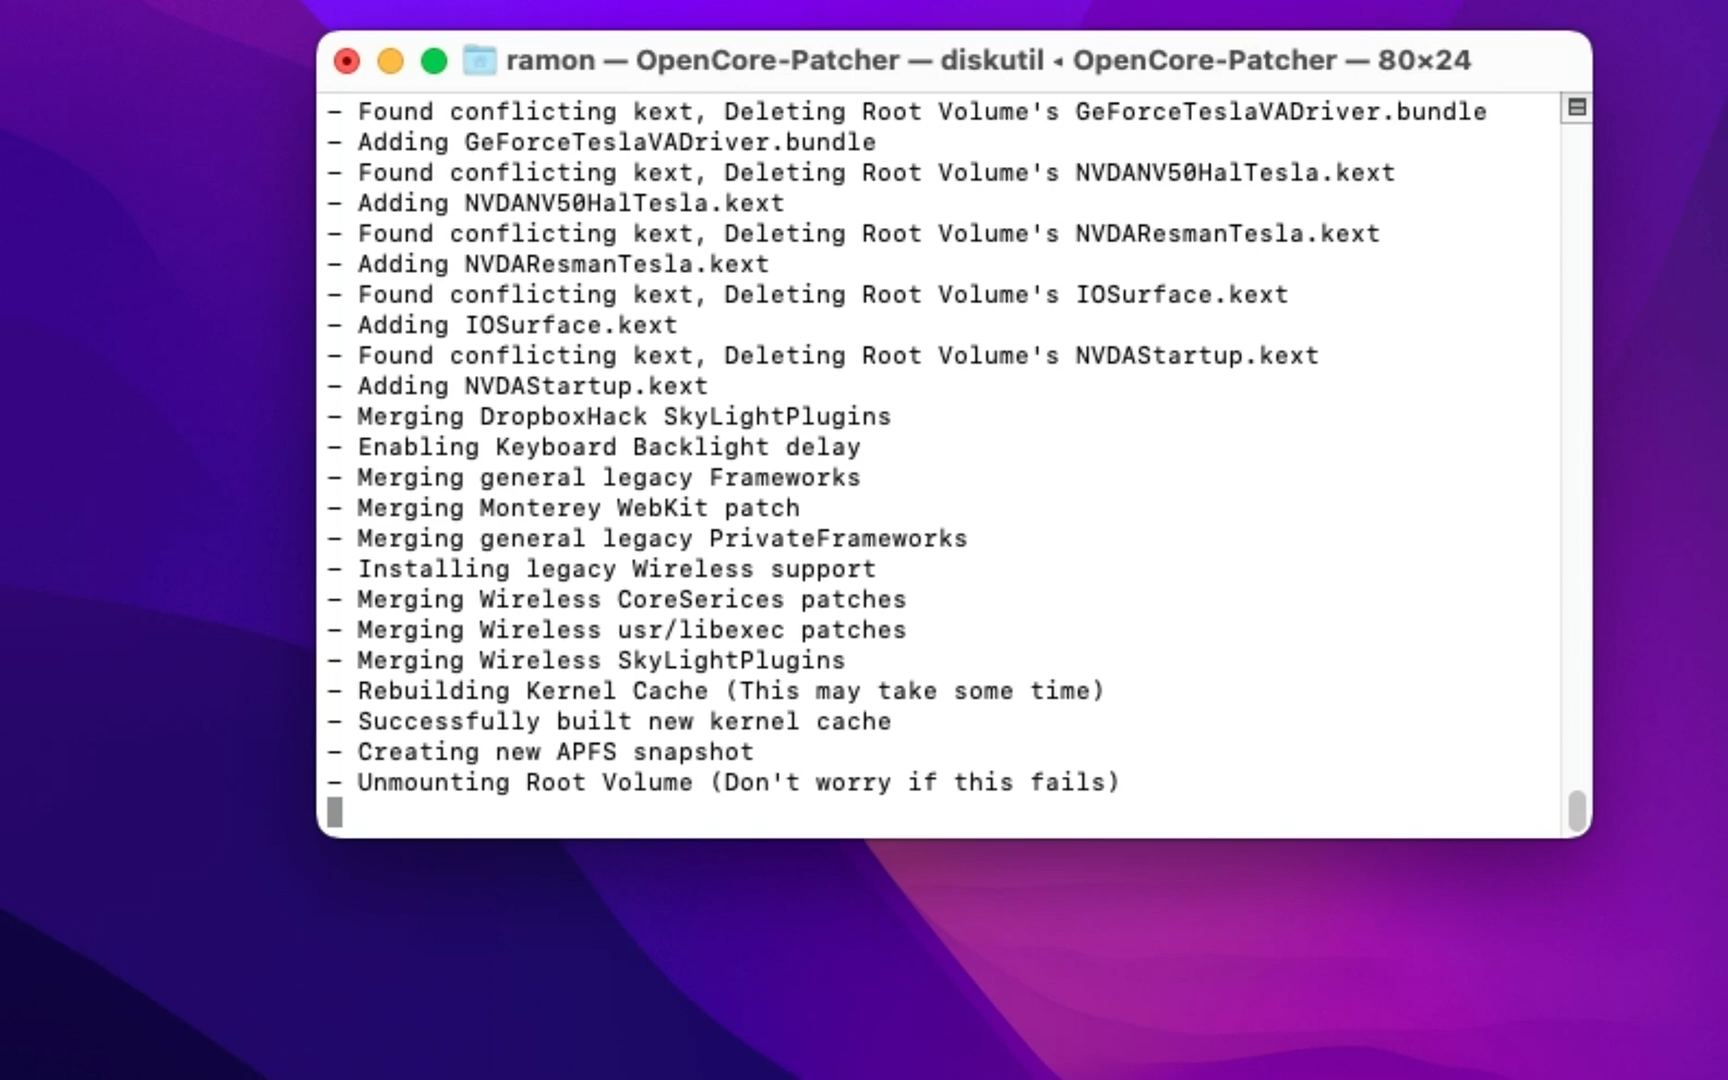 ramon — OpenCore-Patcher — diskutil ◂ OpenCore-Patcher — 80×24
- Found conflicting kext, Deleting Root Volume's GeForceTeslaVADriver.bundle
- Adding GeForceTeslaVADriver.bundle
- Found conflicting kext, Deleting Root Volume's NVDANV50HalTesla.kext
- Adding NVDANV50HalTesla.kext
- Found conflicting kext, Deleting Root Volume's NVDAResmanTesla.kext
- Adding NVDAResmanTesla.kext
- Found conflicting kext, Deleting Root Volume's IOSurface.kext
- Adding IOSurface.kext
- Found conflicting kext, Deleting Root Volume's NVDAStartup.kext
- Adding NVDAStartup.kext
- Merging DropboxHack SkyLightPlugins
- Enabling Keyboard Backlight delay
- Merging general legacy Frameworks
- Merging Monterey WebKit patch
- Merging general legacy PrivateFrameworks
- Installing legacy Wireless support
- Merging Wireless CoreSerices patches
- Merging Wireless usr/libexec patches
- Merging Wireless SkyLightPlugins
- Rebuilding Kernel Cache (This may take some time)
- Successfully built new kernel cache
- Creating new APFS snapshot
- Unmounting Root Volume (Don't worry if this fails)